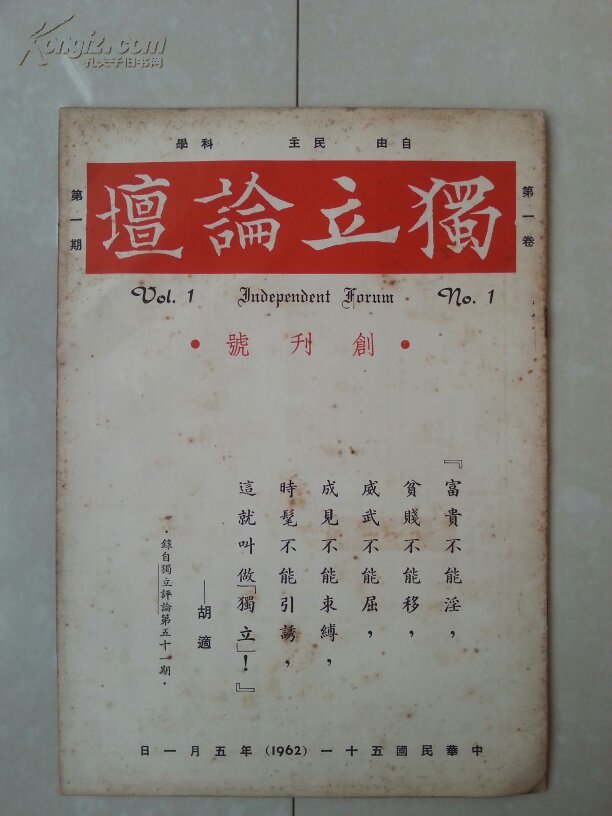 Kongfz.com
孔夫子旧书网
自由 民主 科學
第一卷
獨立論壇
第一期
Vol. 1 Independent Forum No. 1
•創刊號•
『富貴不能淫，
貧賤不能移，
威武不能屈，
成見不能束縛，
時髦不能引誘，
這就叫做「獨立」！』
——胡適
•錄自獨立評論第五十一期•
中華民國五十一(1962)年五月一日